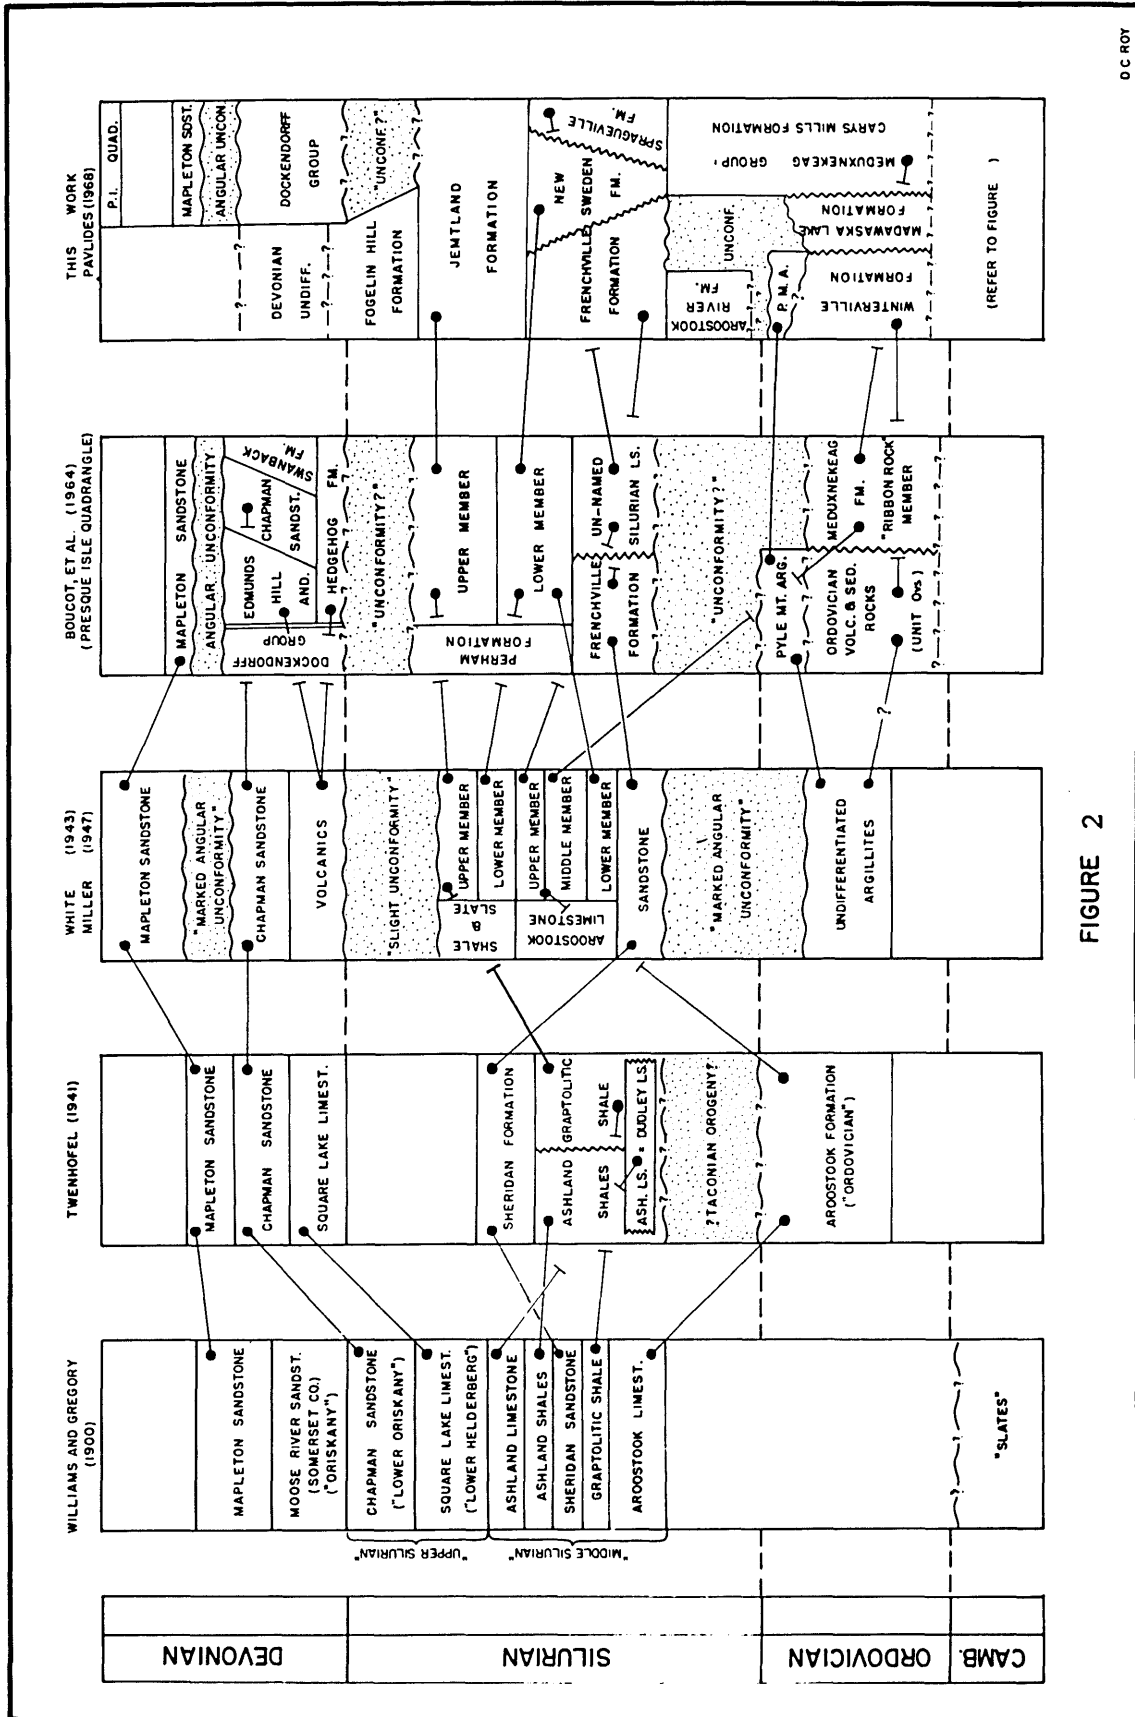 WILLIAMS AND GREGORY
(1900)
MAPLETON SANDSTONE
MOOSE RIVER SANDST.
(SOMERSET CO.)
("ORISKANY")
CHAPMAN SANDSTONE
("LOWER ORISKANY")
SQUARE LAKE LIMEST.
("LOWER HELDERBERG")
ASHLAND LIMESTONE
ASHLAND SHALES
SHERIDAN SANDSTONE
GRAPTOLITIC SHALE
AROOSTOOK LIMEST.
"SLATES"
"UPPER SILURIAN"
"MIDDLE SILURIAN"
DEVONIAN
SILURIAN
ORDOVICIAN
CAMB.
TWENHOFEL (1941)
MAPLETON SANDSTONE
CHAPMAN SANDSTONE
SQUARE LAKE LIMEST.
SHERIDAN FORMATION
ASHLAND
SHALES
GRAPTOLITIC
SHALE
ASH. LS. = DUDLEY LS.
?TACONIAN OROGENY?
AROOSTOOK FORMATION
("ORDOVICIAN")
WHITE (1943)
MILLER (1947)
MAPLETON SANDSTONE
"MARKED ANGULAR
UNCONFORMITY"
CHAPMAN SANDSTONE
VOLCANICS
"SLIGHT UNCONFORMITY"
SHALE
&
SLATE
UPPER MEMBER
LOWER MEMBER
AROOSTOOK
LIMESTONE
UPPER MEMBER
MIDDLE MEMBER
LOWER MEMBER
SANDSTONE
"MARKED ANGULAR
UNCONFORMITY"
UNDIFFERENTIATED
ARGILLITES
BOUCOT, ET AL. (1964)
(PRESQUE ISLE QUADRANGLE)
MAPLETON SANDSTONE
ANGULAR UNCONFORMITY
DOCKENDORFF
GROUP
EDMUNDS
HILL
AND.
CHAPMAN
SANDST.
SWANBACK
FM.
HEDGEHOG FM.
"UNCONFORMITY?"
PERHAM
FORMATION
UPPER MEMBER
LOWER MEMBER
FRENCHVILLE
FORMATION
UN-NAMED
SILURIAN LS.
"UNCONFORMITY?"
PYLE MT. ARG.
ORDOVICIAN
VOLC. & SED.
ROCKS
(UNIT Ovs)
MEDUXNEKEAG
FM.
"RIBBON ROCK"
MEMBER
?
THIS WORK
PAVLIDES (1968)
P.I. QUAD.
MAPLETON SDST.
ANGULAR UNCON.
DEVONIAN
UNDIFF.
DOCKENDORFF
GROUP
FOGELIN HILL
FORMATION
"UNCONF.?"
JEMTLAND
FORMATION
FRENCHVILLE
FORMATION
NEW
SWEDEN
FM.
SPRAGUEVILLE
FM.
AROOSTOOK
RIVER
FM.
UNCONF.
P. M. A.
WINTERVILLE
FORMATION
MADAWASKA LAKE
FORMATION
MEDUXNEKEAG GROUP:
CARYS MILLS FORMATION
(REFER TO FIGURE )
FIGURE 2
D C ROY